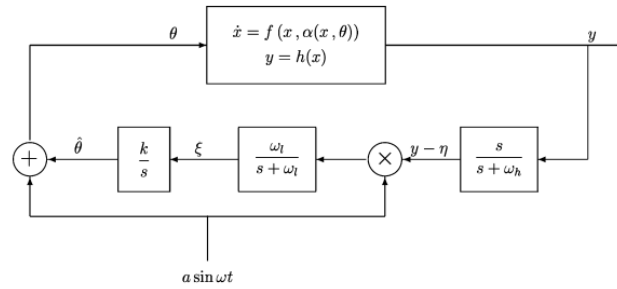 θ
ẋ = f (x , α(x , θ))
y = h(x)
y
+
θ̂
k
s
ξ
ω_l
s + ω_l
×
y − η
s
s + ω_h
a sin ωt